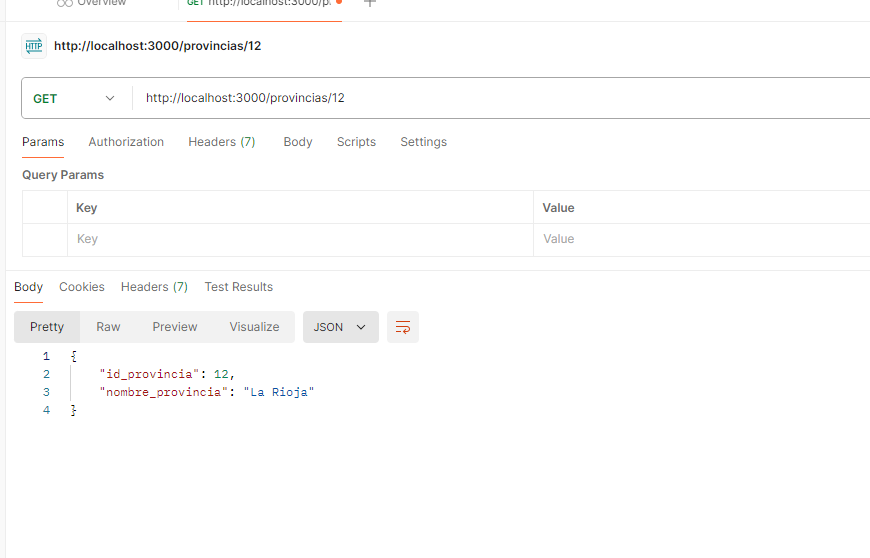 Overview
GET http://localhost:3000/p
HTTP http://localhost:3000/provincias/12
GET http://localhost:3000/provincias/12
Params Authorization Headers (7) Body Scripts Settings
Query Params
Key Value
Key Value
Body Cookies Headers (7) Test Results
Pretty Raw Preview Visualize JSON
1 {
2 "id_provincia": 12,
3 "nombre_provincia": "La Rioja"
4 }